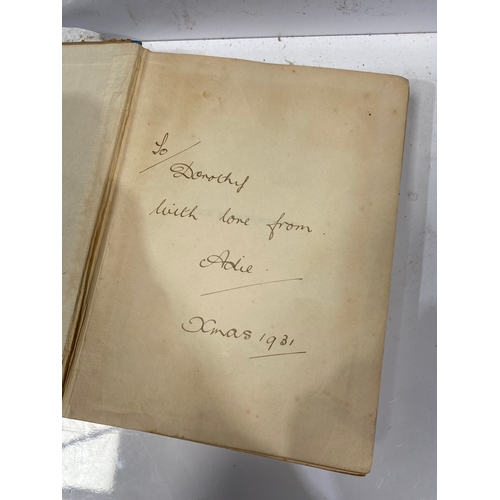 To/
Dorothy
With love from.
Adie.
Xmas 1931